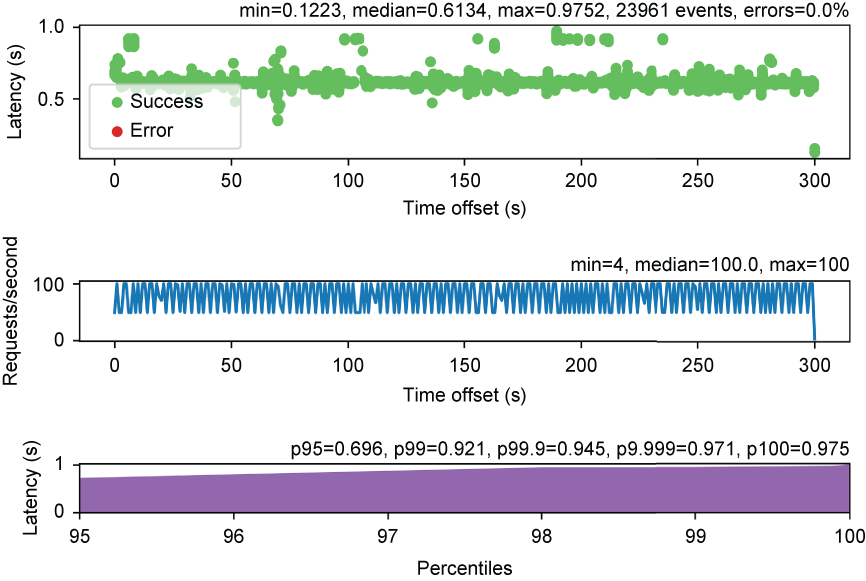 min=0.1223, median=0.6134, max=0.9752, 23961 events, errors=0.0%
Latency (s)
1.0
0.5
Success
Error
0 50 100 150 200 250 300
Time offset (s)
min=4, median=100.0, max=100
Requests/second
100
0
0 50 100 150 200 250 300
Time offset (s)
p95=0.696, p99=0.921, p99.9=0.945, p9.999=0.971, p100=0.975
Latency (s)
1
0
95 96 97 98 99 100
Percentiles